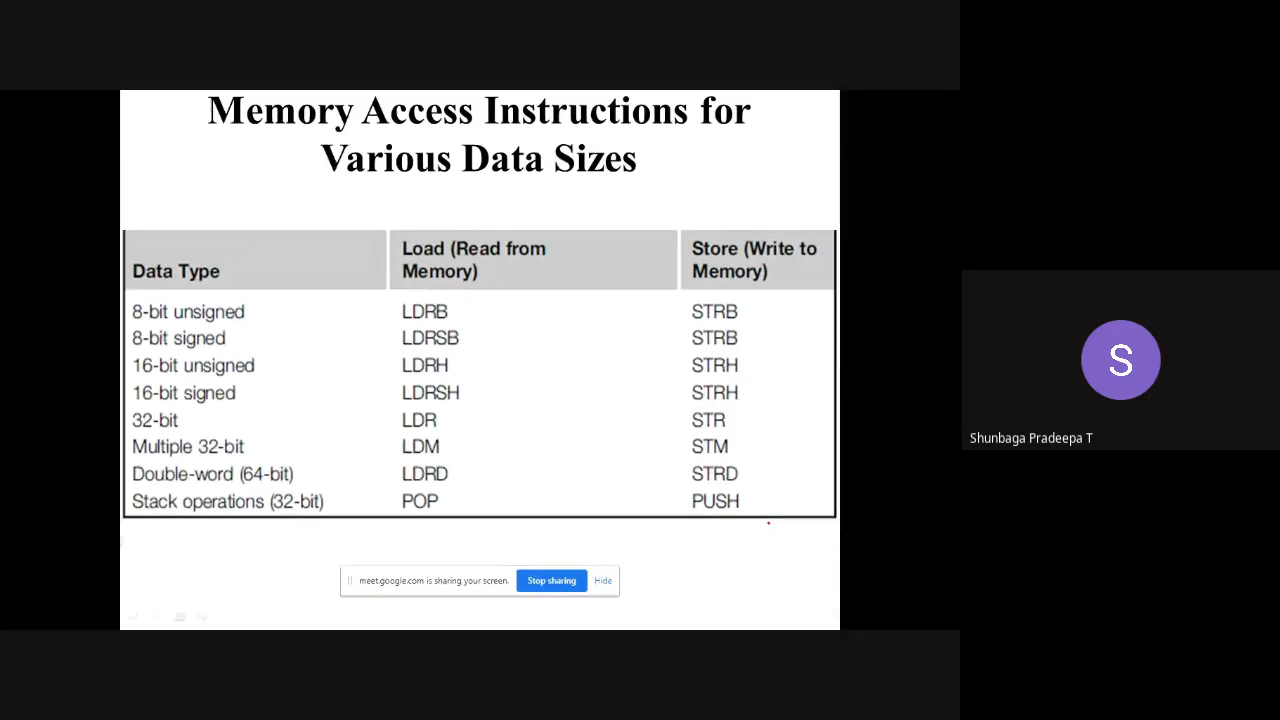 Memory Access Instructions for
Various Data Sizes
Data Type Load (Read from Memory) Store (Write to Memory)
8-bit unsigned LDRB STRB
8-bit signed LDRSB STRB
16-bit unsigned LDRH STRH
16-bit signed LDRSH STRH
32-bit LDR STR
Multiple 32-bit LDM STM
Double-word (64-bit) LDRD STRD
Stack operations (32-bit) POP PUSH
meet.google.com is sharing your screen. Stop sharing Hide
S
Shunbaga Pradeepa T